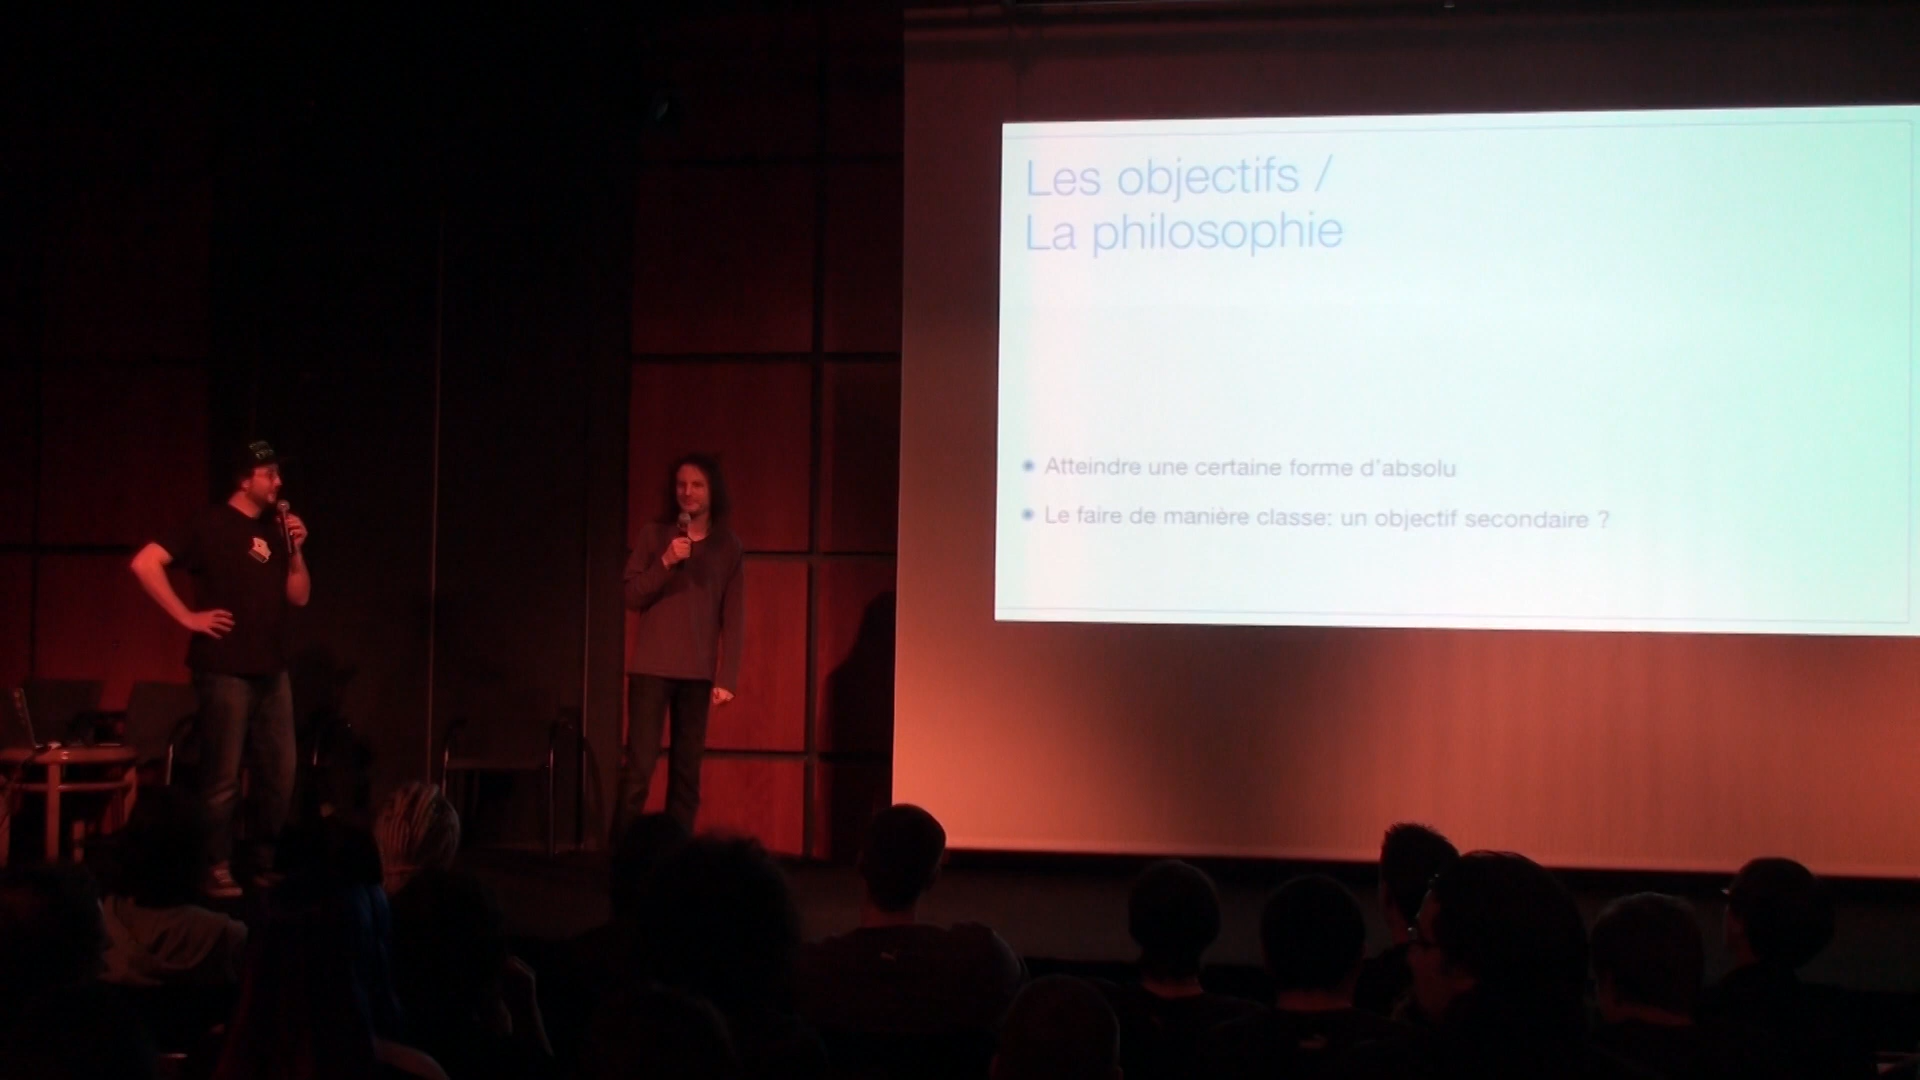 Les objectifs /
La philosophie
Atteindre une certaine forme d'absolu
Le faire de manière classe: un objectif secondaire ?